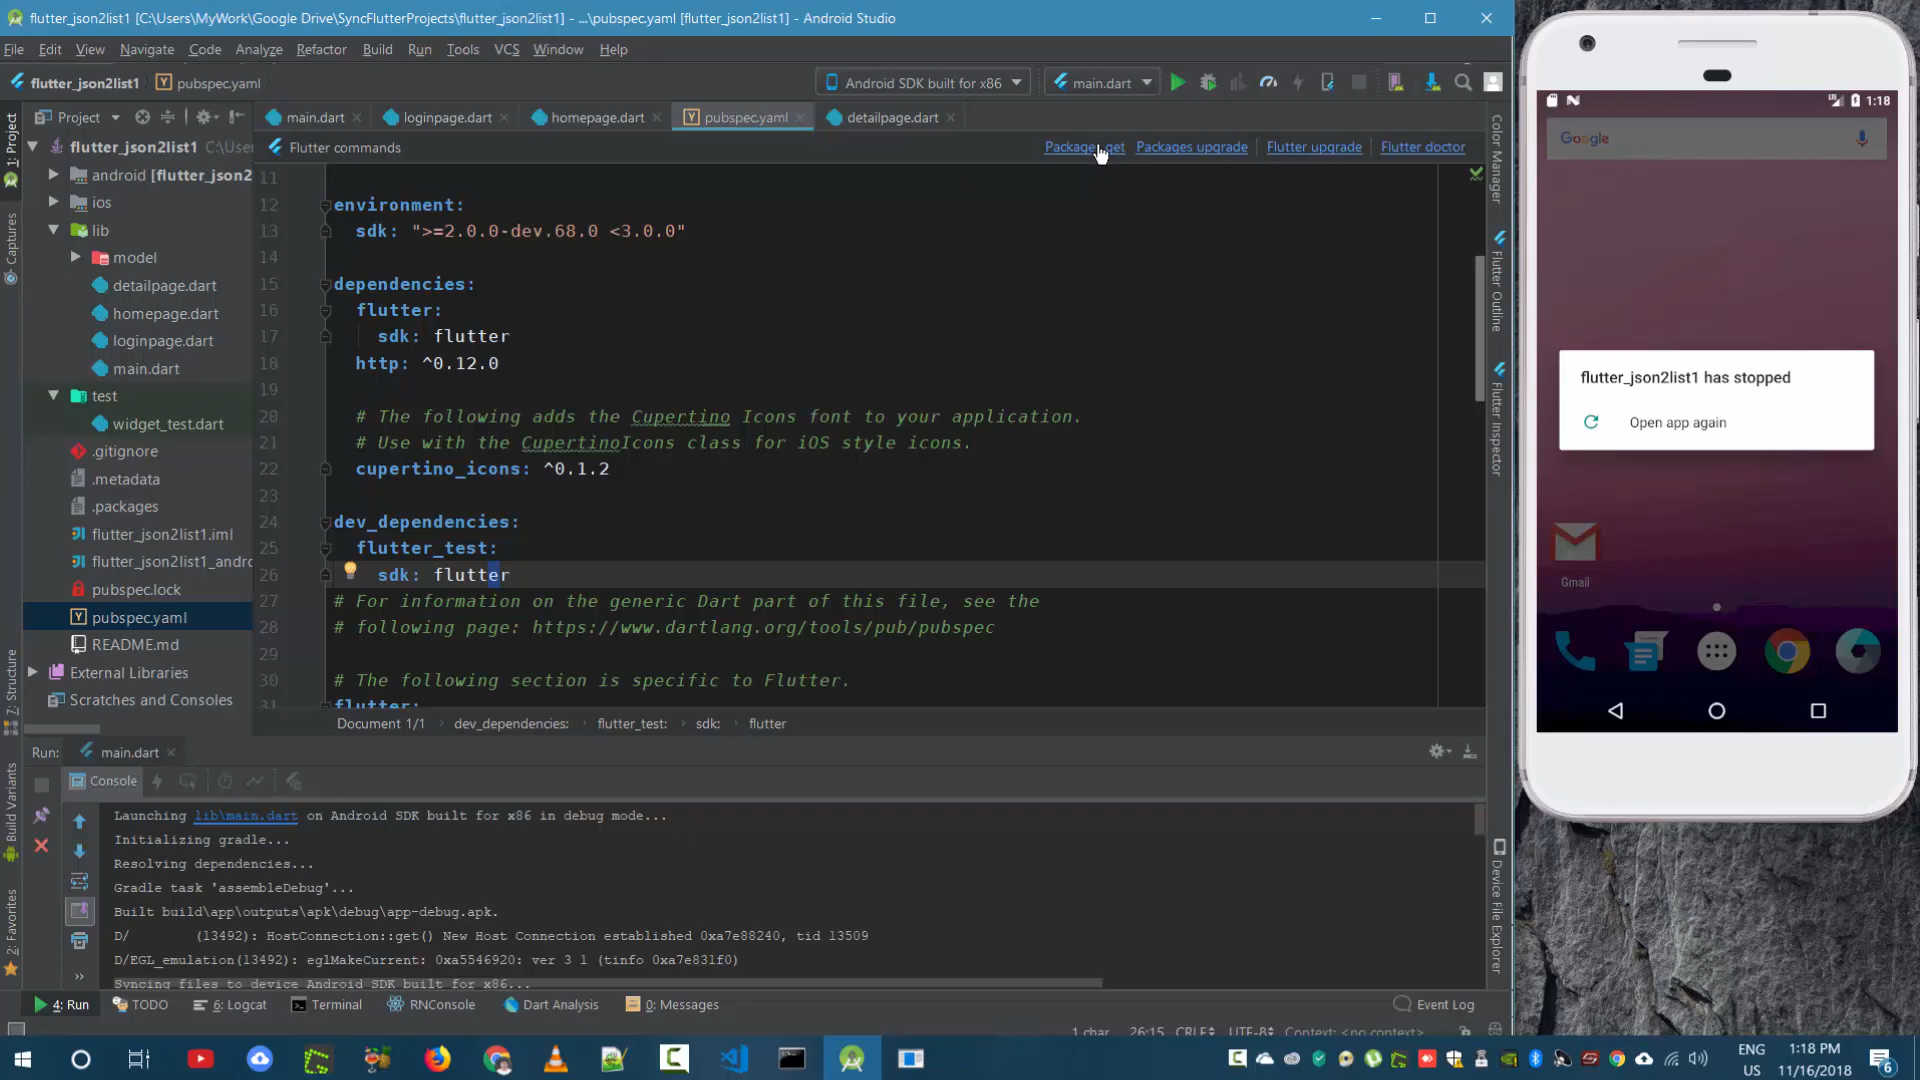 flutter_json2list1 [C:\Users\MyWork\Google Drive\SyncFlutterProjects\flutter_json2list1] - ...\pubspec.yaml [flutter_json2list1] - Android Studio
File Edit View Navigate Code Analyze Refactor Build Run Tools VCS Window Help
flutter_json2list1 pubspec.yaml Android SDK built for x86 main.dart
Project main.dart loginpage.dart homepage.dart pubspec.yaml detailpage.dart
Flutter commands Packages get Packages upgrade Flutter upgrade Flutter doctor
1: Project
Captures
7: Structure
Build Variants
2: Favorites
flutter_json2list1 C:\Use
android [flutter_json2
ios
lib
model
detailpage.dart
homepage.dart
loginpage.dart
main.dart
test
widget_test.dart
.gitignore
.metadata
.packages
flutter_json2list1.iml
flutter_json2list1_andro
pubspec.lock
pubspec.yaml
README.md
External Libraries
Scratches and Consoles
11
12 environment:
13 sdk: ">=2.0.0-dev.68.0 <3.0.0"
14
15 dependencies:
16 flutter:
17 sdk: flutter
18 http: ^0.12.0
19
20 # The following adds the Cupertino Icons font to your application.
21 # Use with the CupertinoIcons class for iOS style icons.
22 cupertino_icons: ^0.1.2
23
24 dev_dependencies:
25 flutter_test:
26 sdk: flutter
27 # For information on the generic Dart part of this file, see the
28 # following page: https://www.dartlang.org/tools/pub/pubspec
29
30 # The following section is specific to Flutter.
31 flutter:
Document 1/1 dev_dependencies: flutter_test: sdk: flutter
Color Manager
Flutter Outline
Flutter Inspector
Device File Explorer
Run: main.dart
Console
Launching lib\main.dart on Android SDK built for x86 in debug mode...
Initializing gradle...
Resolving dependencies...
Gradle task 'assembleDebug'...
Built build\app\outputs\apk\debug\app-debug.apk.
D/ (13492): HostConnection::get() New Host Connection established 0xa7e88240, tid 13509
D/EGL_emulation(13492): eglMakeCurrent: 0xa5546920: ver 3 1 (tinfo 0xa7e831f0)
Syncing files to device Android SDK built for x86...
4: Run TODO 6: Logcat Terminal RNConsole Dart Analysis 0: Messages Event Log
1 char 26:15 CRLF UTF-8 Context: <no context>
1:18
Google
flutter_json2list1 has stopped
Open app again
Gmail
ENG
US
1:18 PM
11/16/2018
6